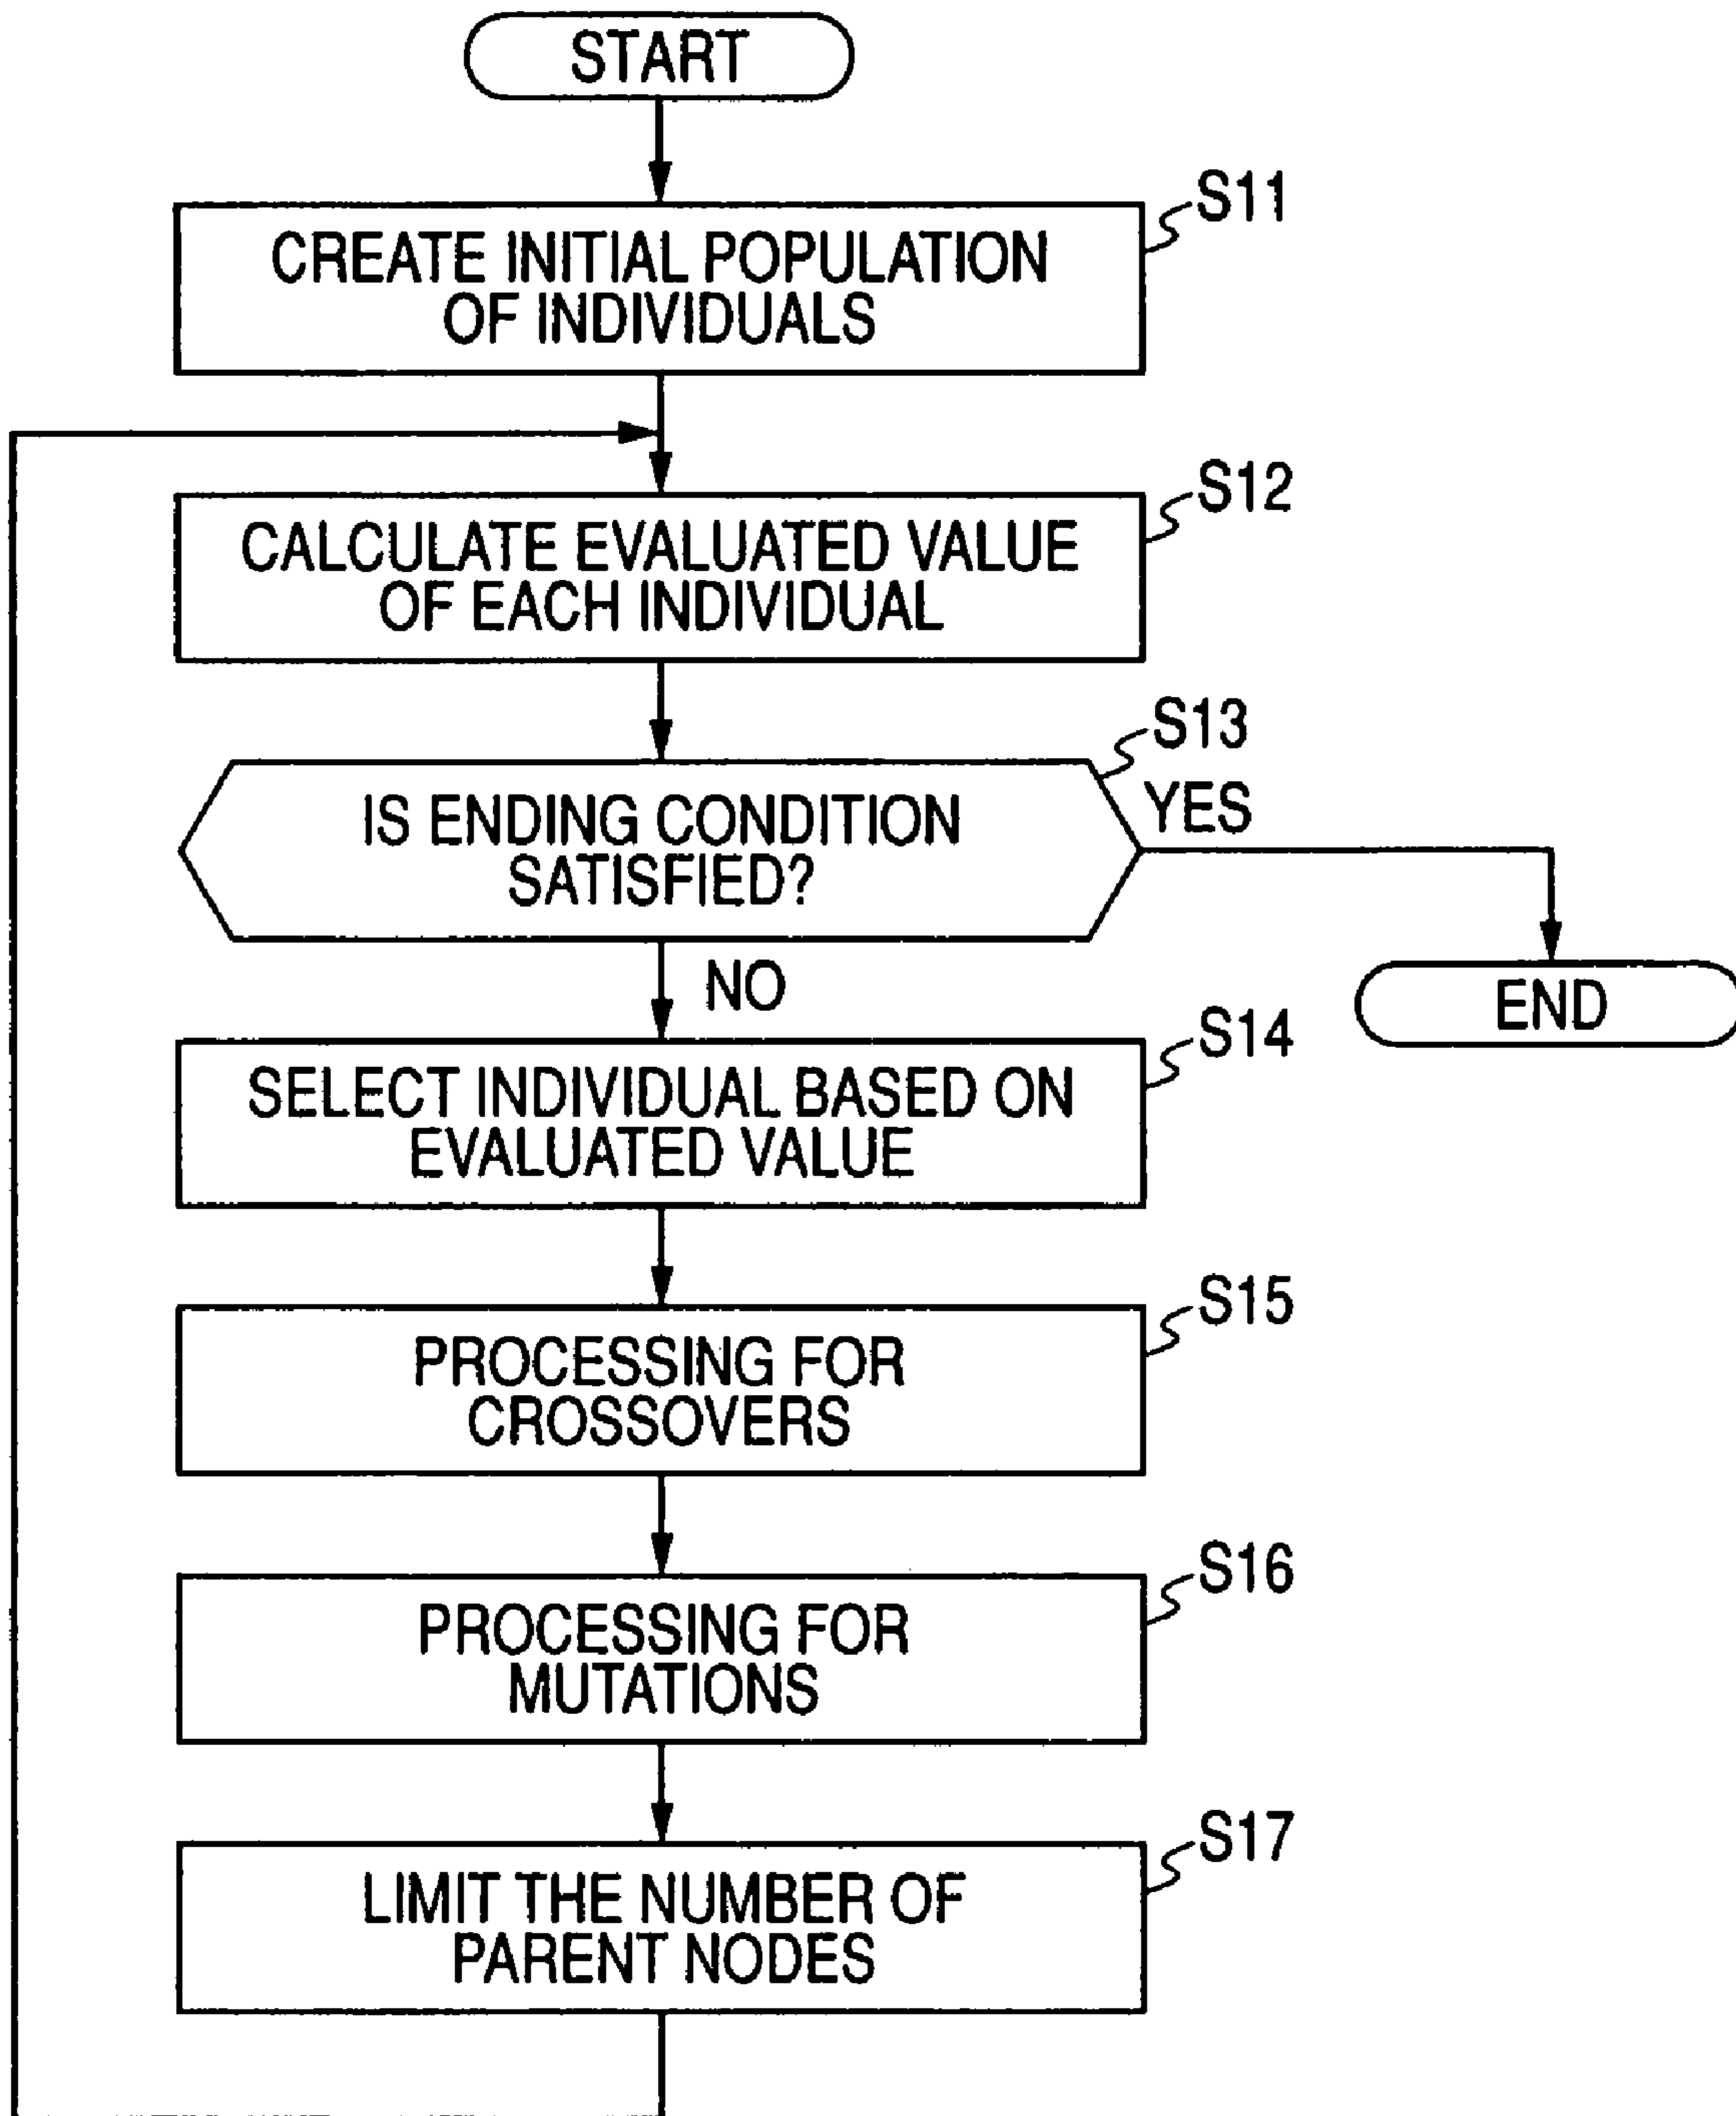 START
S11
CREATE INITIAL POPULATION
OF INDIVIDUALS
S12
CALCULATE EVALUATED VALUE
OF EACH INDIVIDUAL
S13
IS ENDING CONDITION
SATISFIED?
YES
NO
END
S14
SELECT INDIVIDUAL BASED ON
EVALUATED VALUE
S15
PROCESSING FOR
CROSSOVERS
S16
PROCESSING FOR
MUTATIONS
S17
LIMIT THE NUMBER OF
PARENT NODES